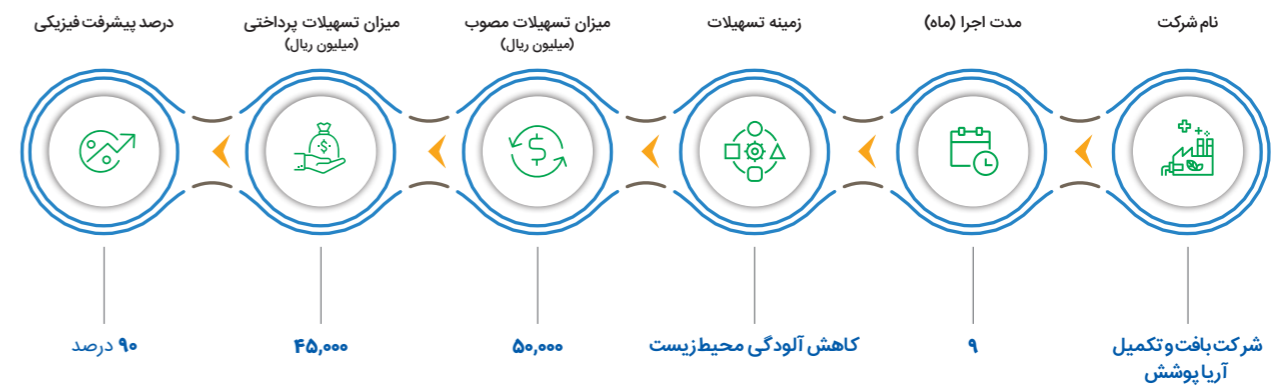 نام شرکت
مدت اجرا (ماه)
زمینه تسهیلات
میزان تسهیلات مصوب
(میلیون ریال)
میزان تسهیلات پرداختی
(میلیون ریال)
درصد پیشرفت فیزیکی
شرکت بافت و تکمیل
آریا پوشش
۹
کاهش آلودگی محیط‌زیست
۵۰,۰۰۰
۴۵,۰۰۰
۹۰ درصد